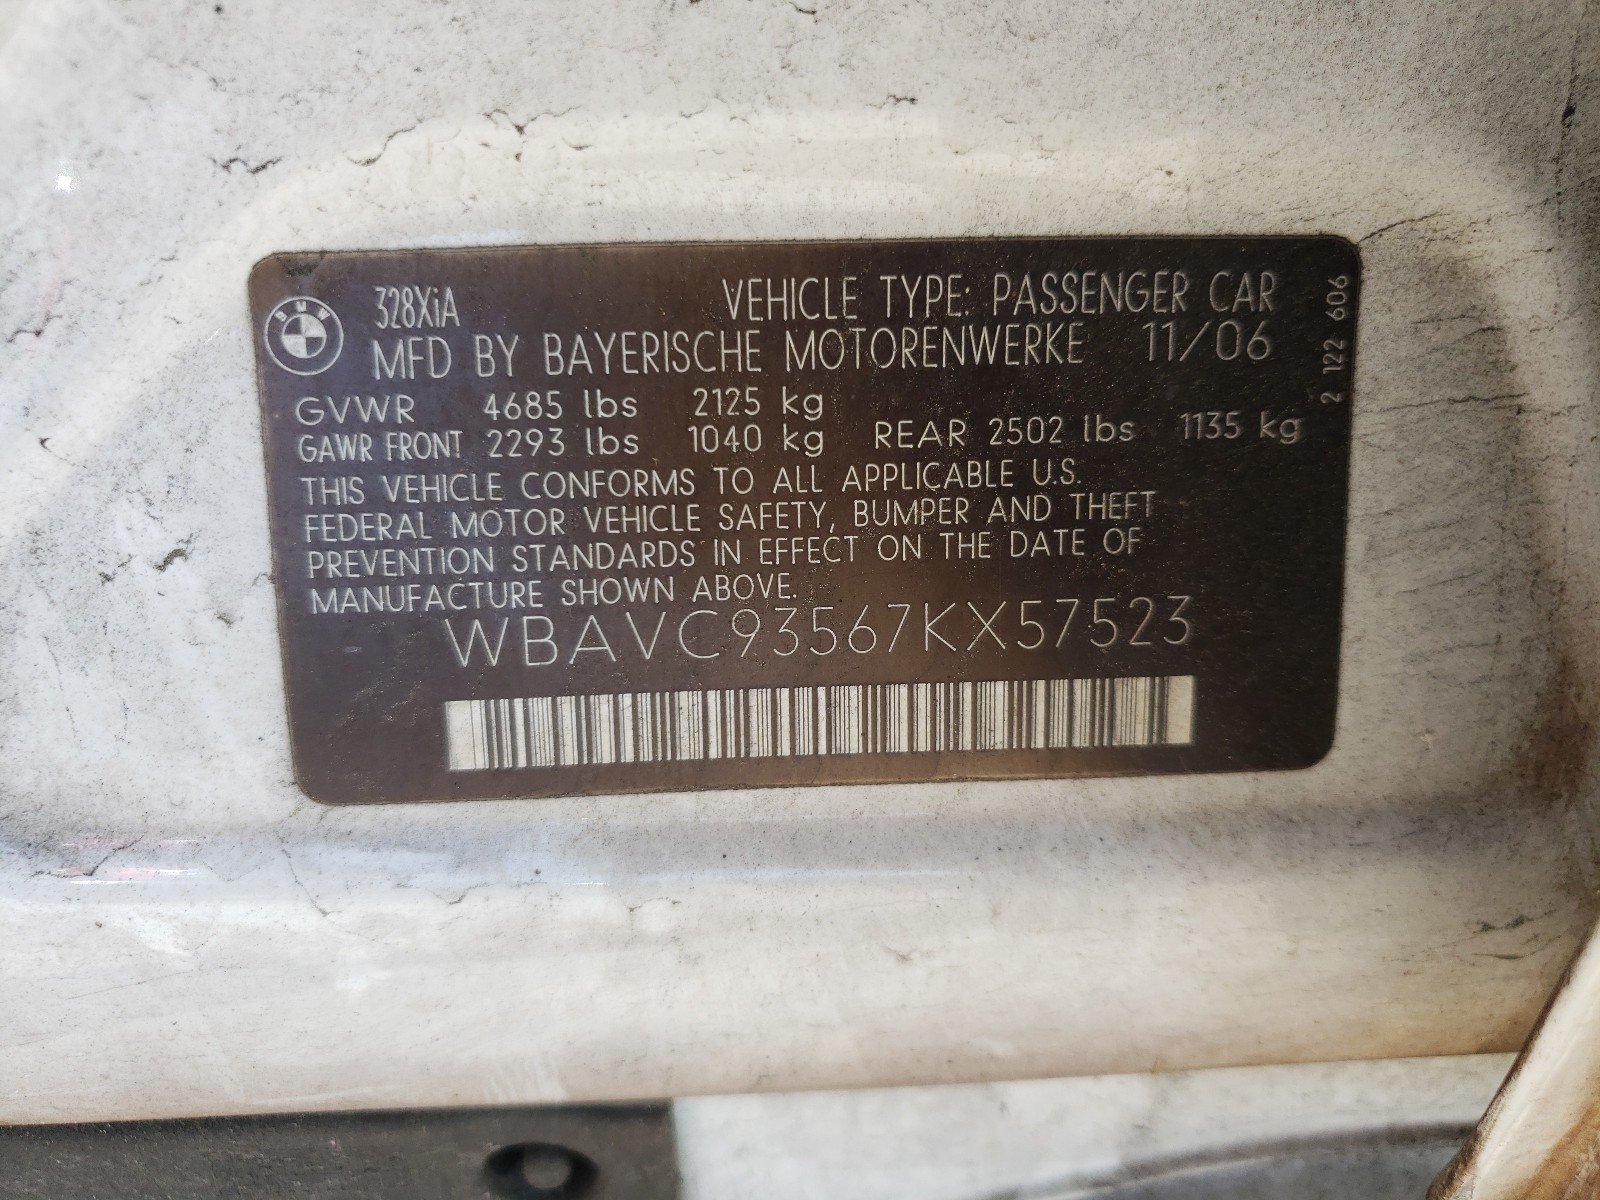 BMW
328XiA VEHICLE TYPE: PASSENGER CAR
MFD BY BAYERISCHE MOTORENWERKE 11/06
GVWR 4685 lbs 2125 kg
GAWR FRONT 2293 lbs 1040 kg REAR 2502 lbs 1135 kg
THIS VEHICLE CONFORMS TO ALL APPLICABLE U.S.
FEDERAL MOTOR VEHICLE SAFETY, BUMPER AND THEFT
PREVENTION STANDARDS IN EFFECT ON THE DATE OF
MANUFACTURE SHOWN ABOVE.
WBAVC93567KX57523
2 122 606